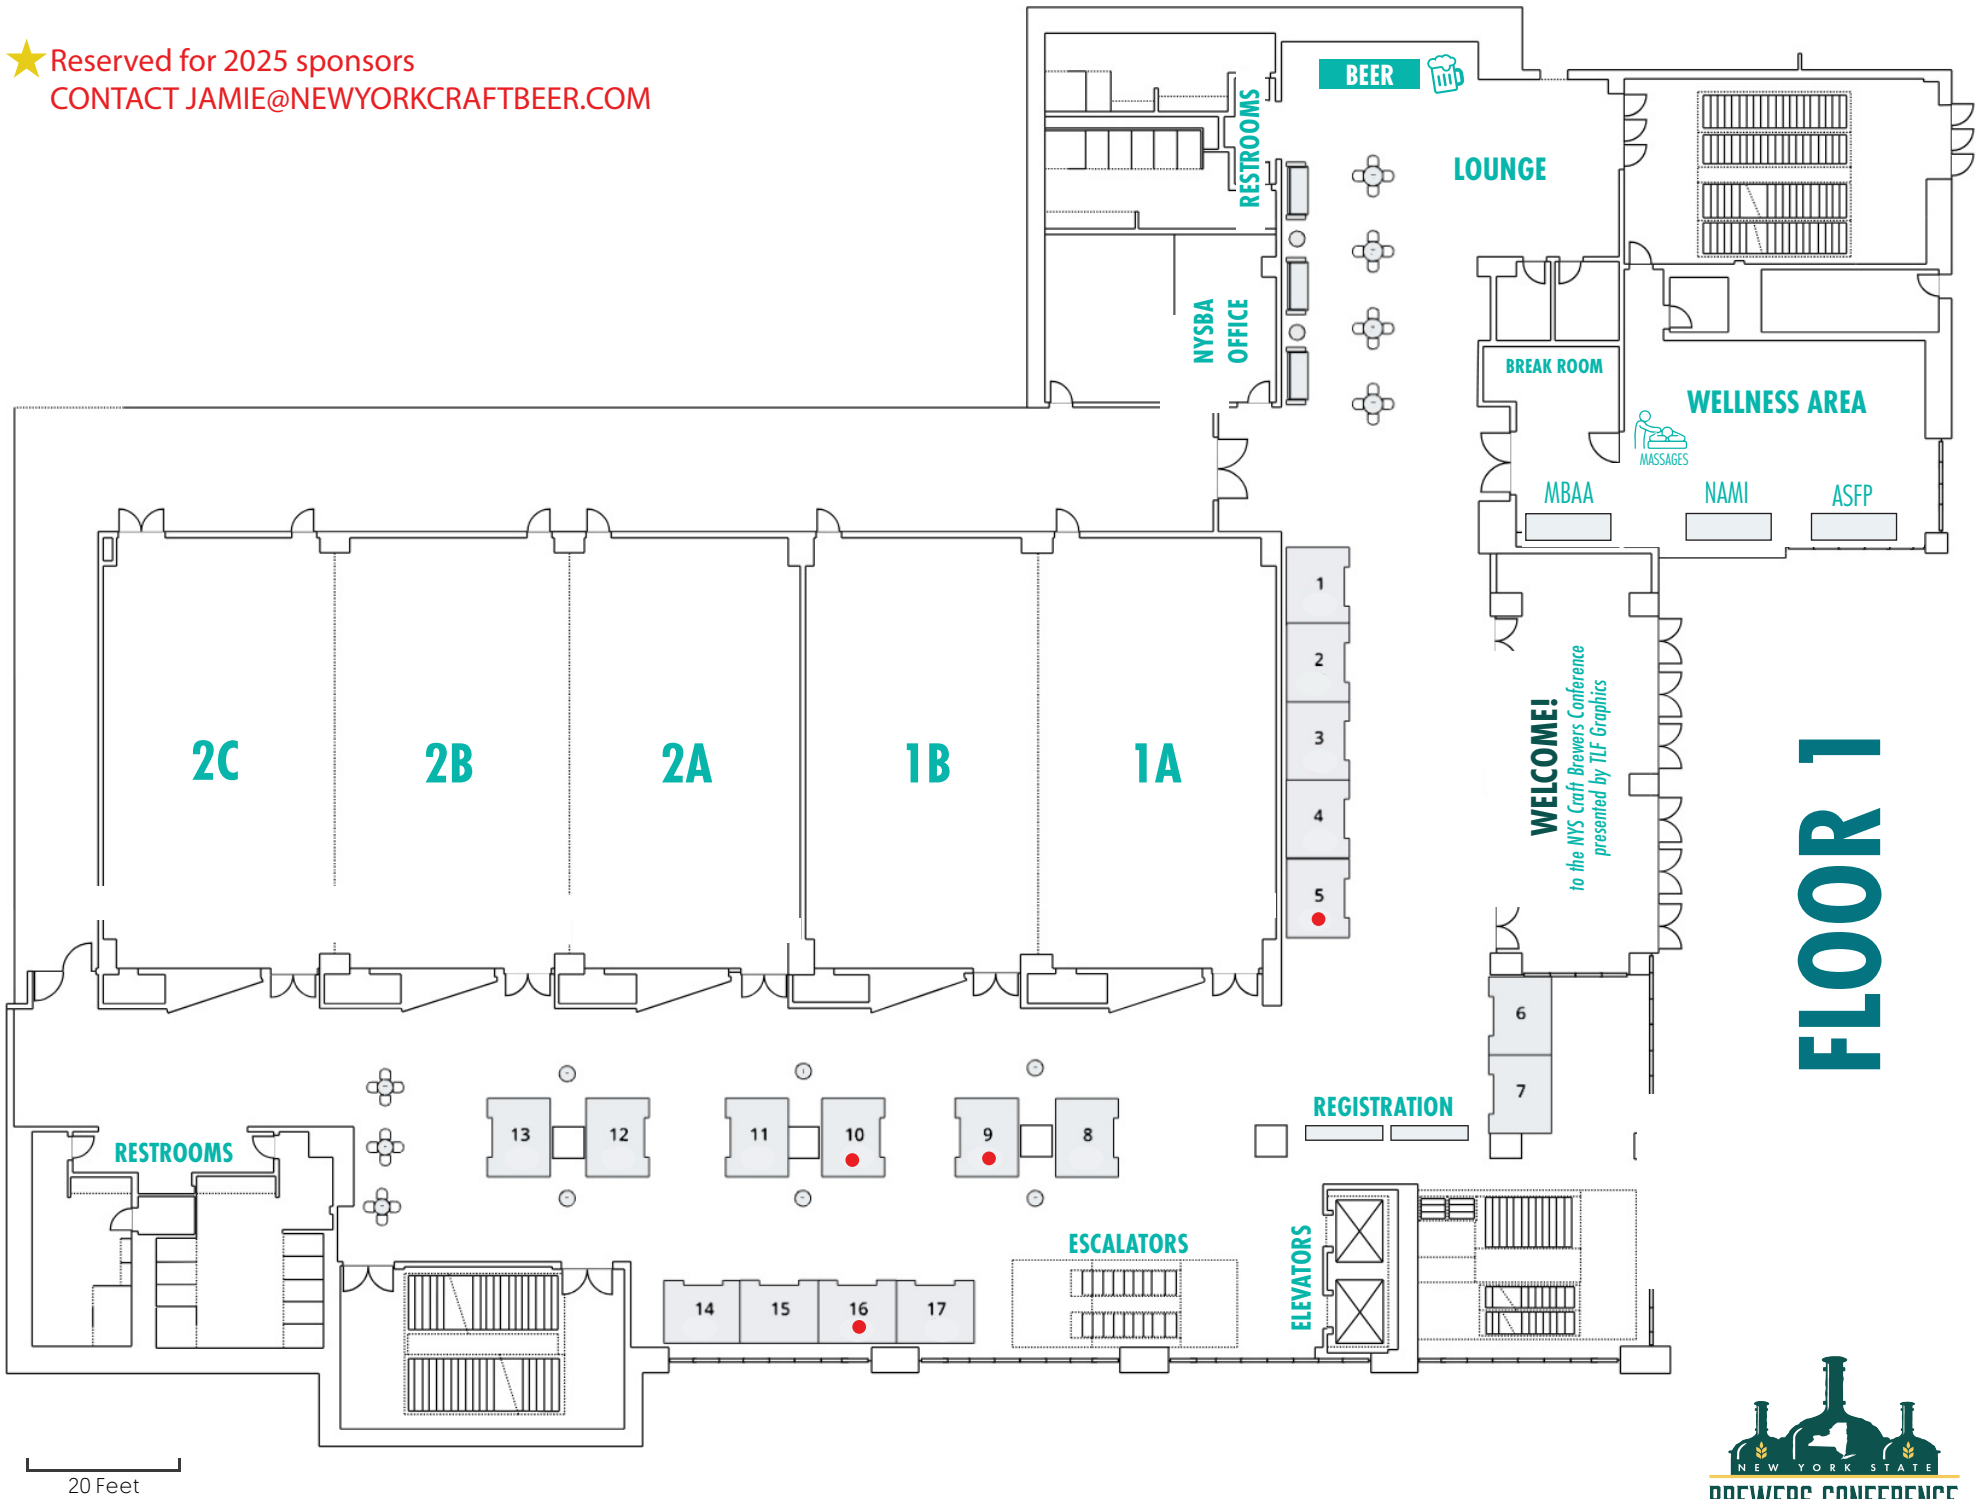 Reserved for 2025 sponsors
CONTACT JAMIE@NEWYORKCRAFTBEER.COM
BEER
RESTROOMS
LOUNGE
NYSBA
OFFICE
BREAK ROOM
WELLNESS AREA
MASSAGES
MBAA
NAMI
ASFP
1
2
3
4
5
2C
2B
2A
1B
1A
WELCOME!
to the NYS Craft Brewers Conference
presented by TLF Graphics
FLOOR 1
6
7
REGISTRATION
13
12
11
10
9
8
RESTROOMS
ESCALATORS
ELEVATORS
14
15
16
17
20 Feet
NEW YORK STATE
BREWERS CONFERENCE